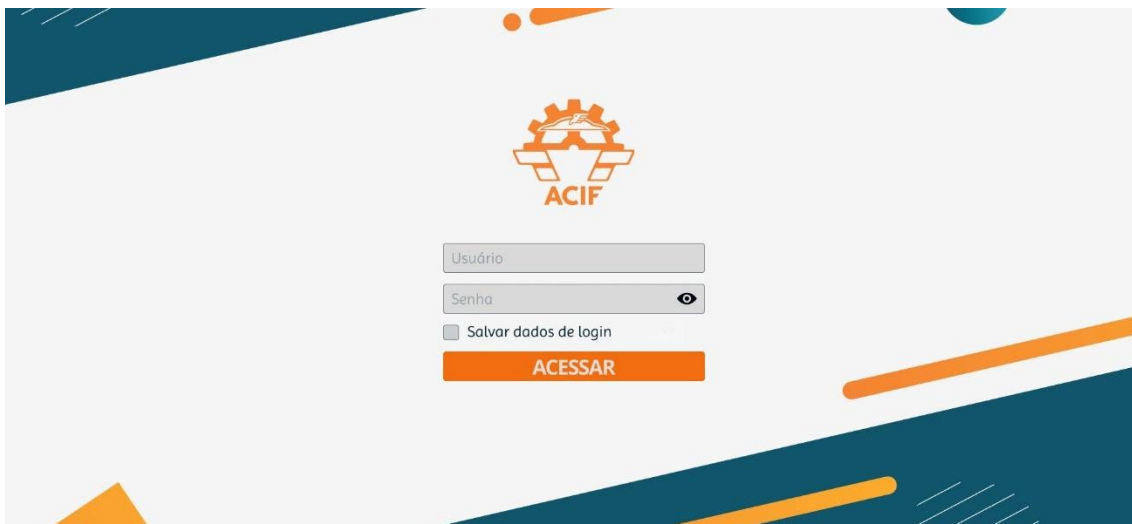 ACIF
Usuário
Senha
Salvar dados de login
ACESSAR